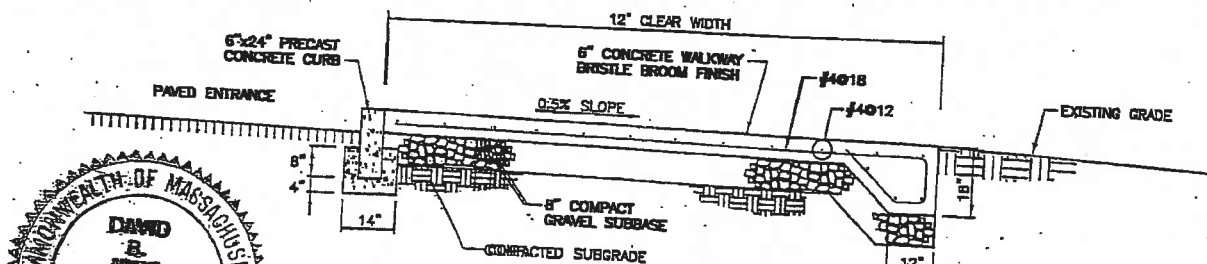 12" CLEAR WIDTH
6"x24" PRECAST
CONCRETE CURB
6" CONCRETE WALKWAY
BRISTLE BROOM FINISH
#4@18
#4@12
PAVED ENTRANCE
0.5% SLOPE
EXISTING GRADE
8"
4"
14"
8" COMPACT
GRAVEL SUBBASE
COMPACTED SUBGRADE
18"
12"
COMMONWEALTH OF MASSACHUS
DAVID
B.